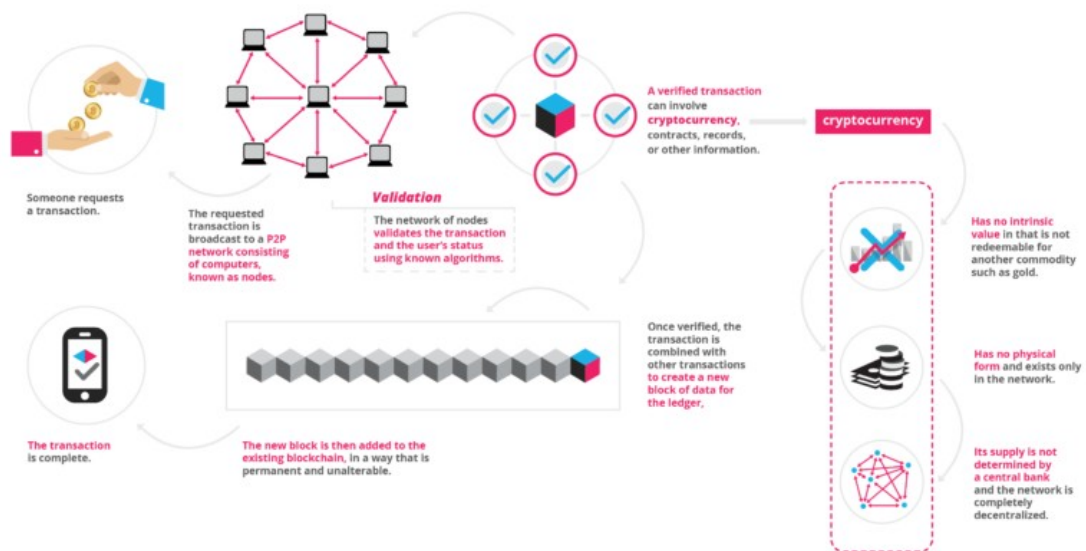 Someone requests
a transaction.
The requested
transaction is
broadcast to a P2P
network consisting
of computers,
known as nodes.
Validation
The network of nodes
validates the transaction
and the user's status
using known algorithms.
A verified transaction
can involve
cryptocurrency,
contracts, records,
or other information.
cryptocurrency
Has no intrinsic
value in that is not
redeemable for
another commodity
such as gold.
Has no physical
form and exists only
in the network.
Its supply is not
determined by
a central bank
and the network is
completely
decentralized.
Once verified, the
transaction is
combined with
other transactions
to create a new
block of data for
the ledger,
The new block is then added to the
existing blockchain, in a way that is
permanent and unalterable.
The transaction
is complete.